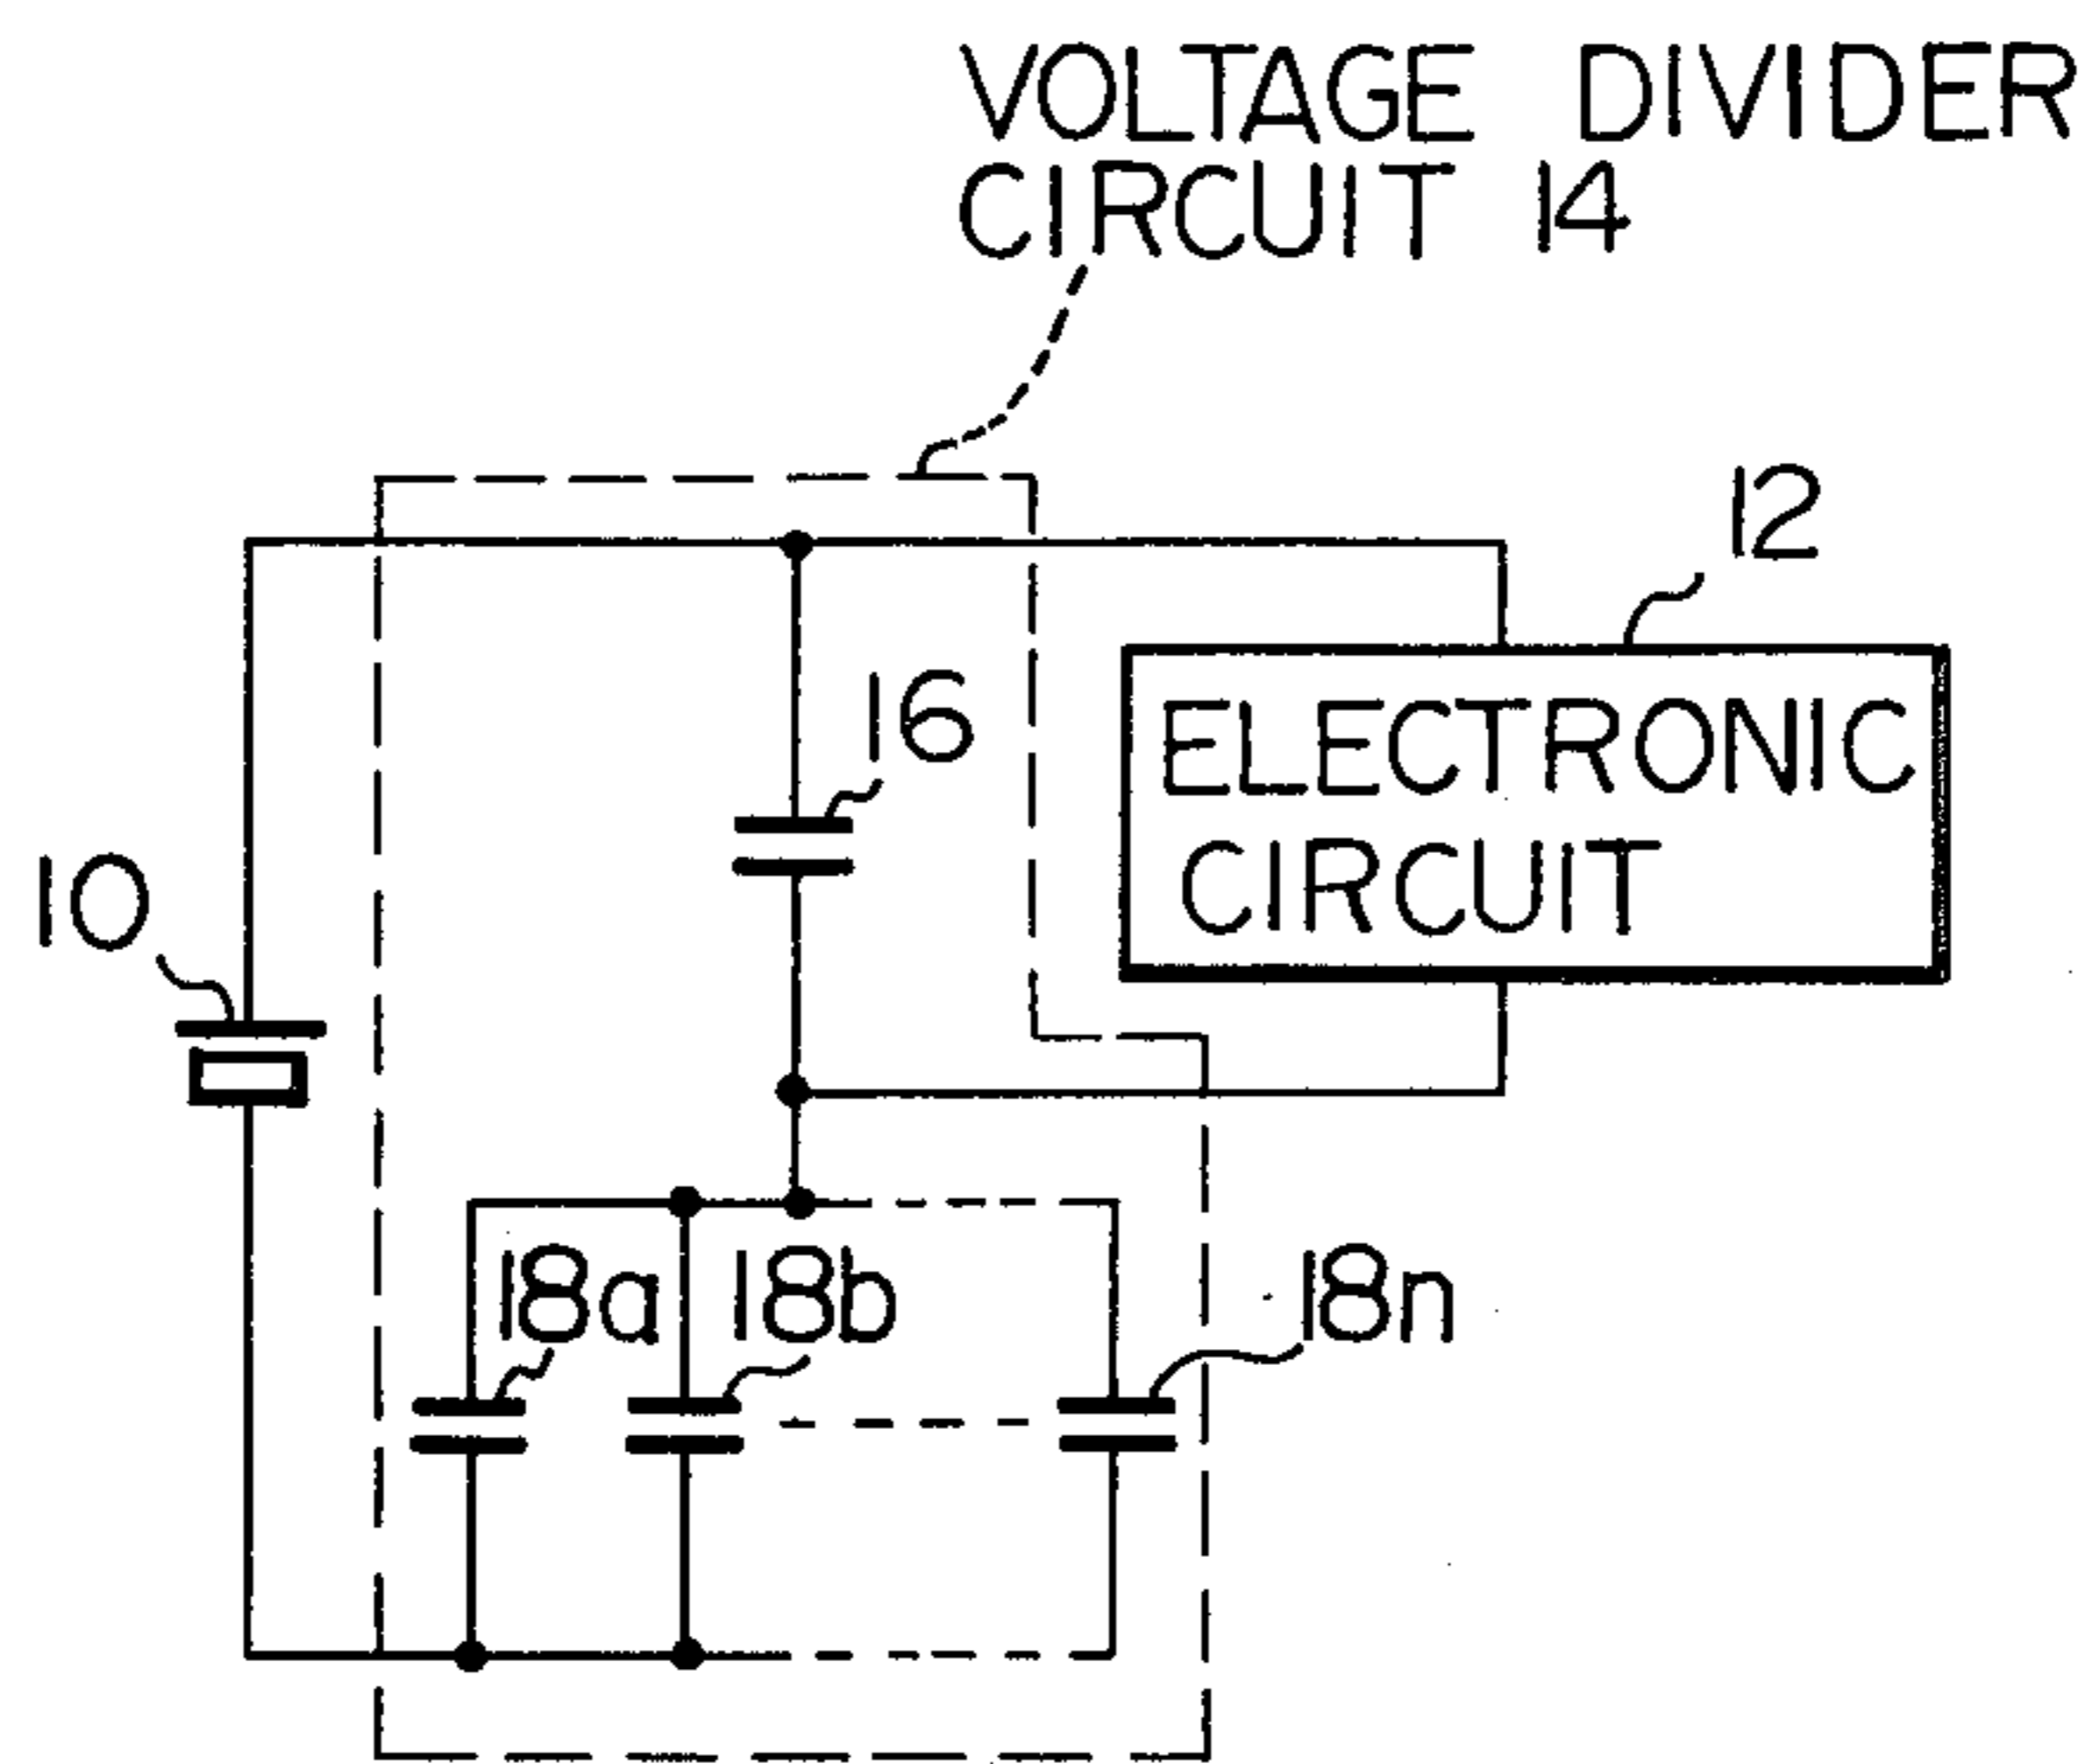 VOLTAGE DIVIDER
CIRCUIT 14
12
16
ELECTRONIC
CIRCUIT
10
18a
18b
18n